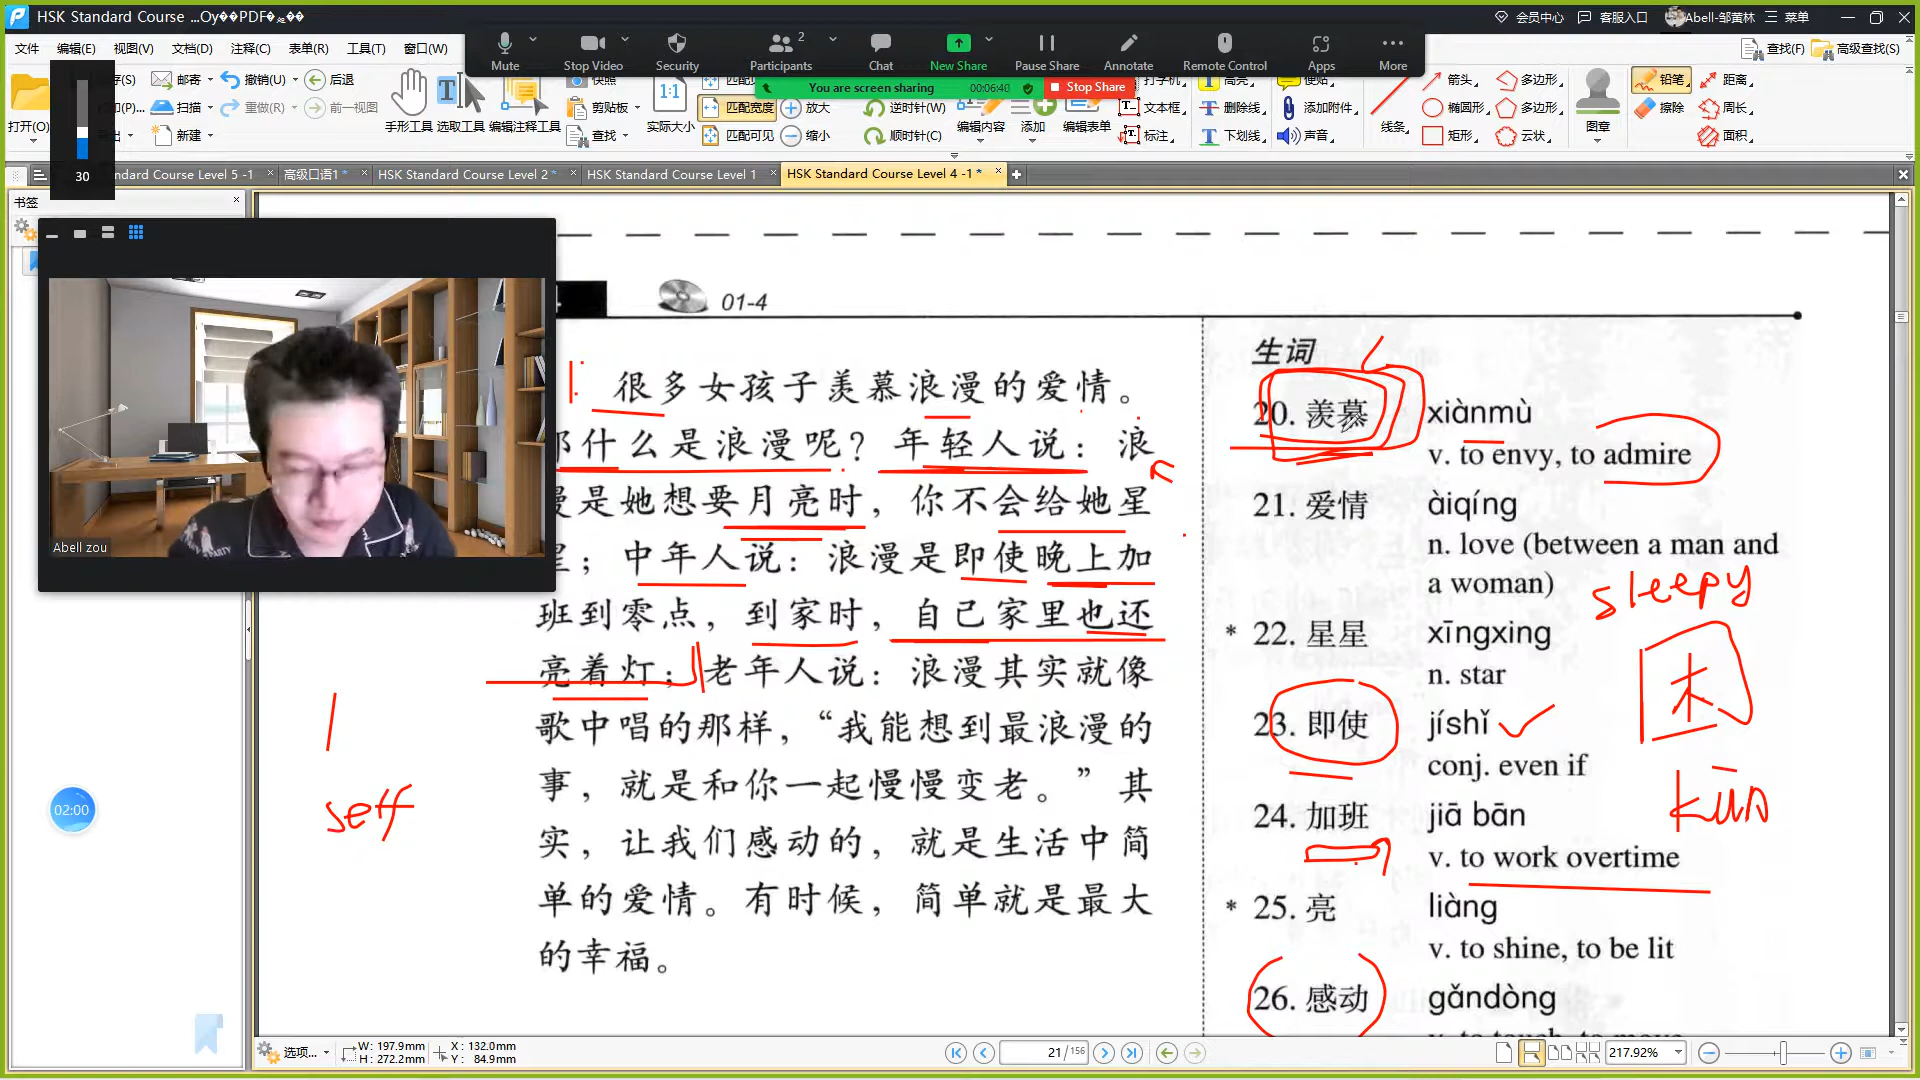 HSK Standard Course ...Oy��PDF
Abell-邹黄林
会员中心
客服入口
菜单
文件
编辑(E)
视图(V)
文档(D)
注释(C)
表单(R)
工具(T)
窗口(W)
Mute
Stop Video
Security
Participants
2
Chat
New Share
Pause Share
Annotate
Remote Control
Apps
More
You are screen sharing
00:06:40
Stop Share
查找(F)
高级查找(S)
打开(O)
邮寄
扫描
新建
撤销(U)
重做(R)
后退
前一视图
手形工具
选取工具
编辑注释工具
快照
剪贴板
查找
1:1
实际大小
匹配宽度
匹配可见
放大
缩小
逆时针(W)
顺时针(C)
编辑内容
添加
编辑表单
文本框
标注
删除线
下划线
添加附件
声音
线条
箭头
椭圆形
矩形
多边形
多边形
云状
图章
铅笔
擦除
距离
周长
面积
30
ndard Course Level 5 -1
高级口语1 *
HSK Standard Course Level 2 *
HSK Standard Course Level 1
HSK Standard Course Level 4 -1 *
书签
Abell zou
01-4
很多女孩子羡慕浪漫的爱情。
那什么是浪漫呢？年轻人说：浪
漫是她想要月亮时，你不会给她星
星；中年人说：浪漫是即使晚上加
班到零点，到家时，自己家里也还
亮着灯；老年人说：浪漫其实就像
歌中唱的那样，“我能想到最浪漫的
事，就是和你一起慢慢变老。”其
实，让我们感动的，就是生活中简
单的爱情。有时候，简单就是最大
的幸福。
生词
20. 羡慕 xiànmù
v. to envy, to admire
21. 爱情 àiqíng
n. love (between a man and
a woman)
* 22. 星星 xīngxing
n. star
23. 即使 jíshǐ
conj. even if
24. 加班 jiā bān
v. to work overtime
* 25. 亮 liàng
v. to shine, to be lit
26. 感动 gǎndòng
sleepy
困
self
02:00
选项...
W: 197.9mm
H: 272.2mm
X: 132.0mm
Y: 84.9mm
21 /156
217.92%